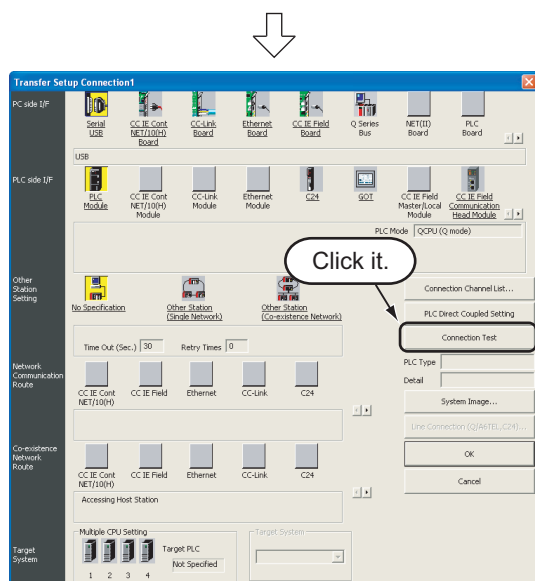 Transfer Setup Connection1
PC side I/F
Serial
USB
CC IE Cont
NET/10(H)
Board
CC-Link
Board
Ethernet
Board
CC IE Field
Board
Q Series
Bus
NET(II)
Board
PLC
Board
USB
PLC side I/F
PLC
Module
CC IE Cont
NET/10(H)
Module
CC-Link
Module
Ethernet
Module
C24
GOT
CC IE Field
Master/Local
Module
CC IE Field
Communication
Head Module
PLC Mode QCPU (Q mode)
Click it.
Other
Station
Setting
No Specification
Other Station
(Single Network)
Other Station
(Co-existence Network)
Time Out (Sec.) 30 Retry Times 0
Connection Channel List...
PLC Direct Coupled Setting
Connection Test
PLC Type
Detail
System Image...
Line Connection (Q/A6TEL,C24)...
OK
Cancel
Network
Communication
Route
CC IE Cont
NET/10(H)
CC IE Field
Ethernet
CC-Link
C24
Co-existence
Network
Route
CC IE Cont
NET/10(H)
CC IE Field
Ethernet
CC-Link
C24
Accessing Host Station
Target
System
Multiple CPU Setting
1 2 3 4
Target PLC
Not Specified
Target System